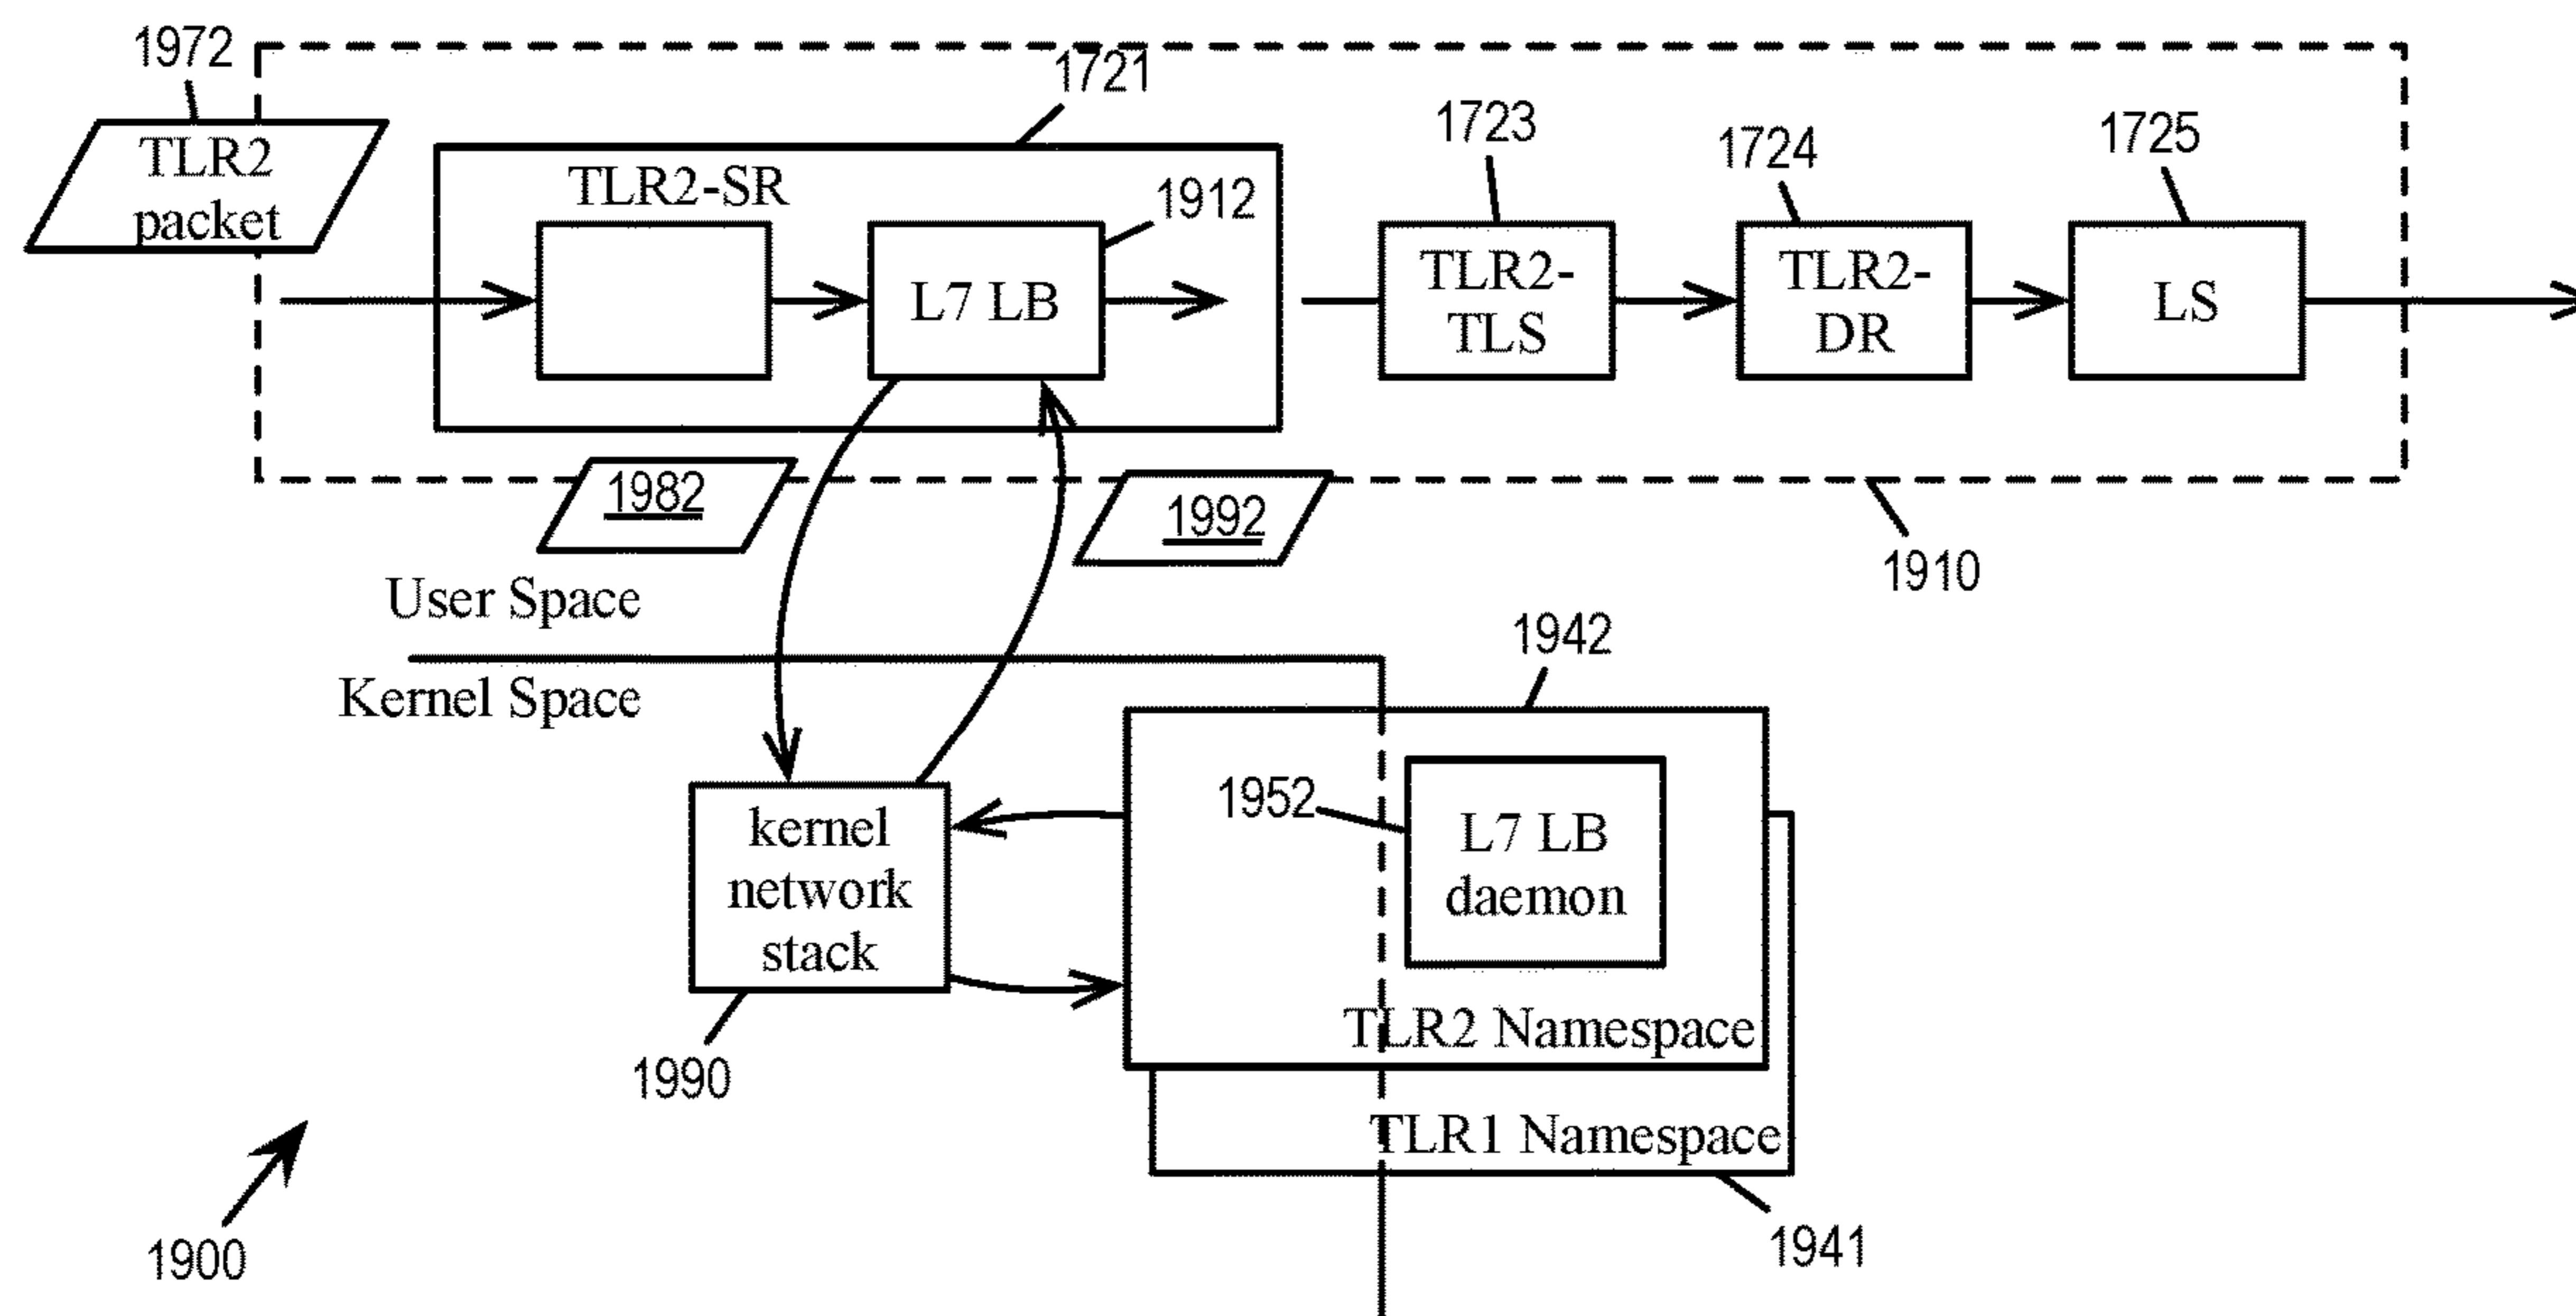 1972
1721
TLR2
packet
TLR2-SR
1912
L7 LB
1723
TLR2-
TLS
1724
TLR2-
DR
1725
LS
1982
1992
1910
User Space
Kernel Space
1942
1952
kernel
network
stack
L7 LB
daemon
TLR2 Namespace
1990
TLR1 Namespace
1941
1900